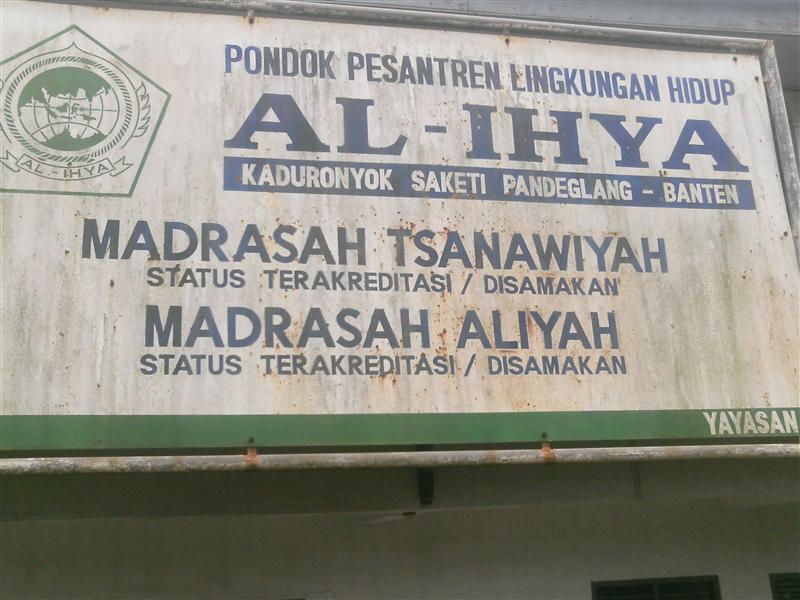 PONDOK PESANTREN LINGKUNGAN HIDUP
AL-IHYA
KADURONYOK SAKETI PANDEGLANG - BANTEN
AL-IHYA
MADRASAH TSANAWIYAH
STATUS TERAKREDITASI / DISAMAKAN
MADRASAH ALIYAH
STATUS TERAKREDITASI / DISAMAKAN
YAYASAN